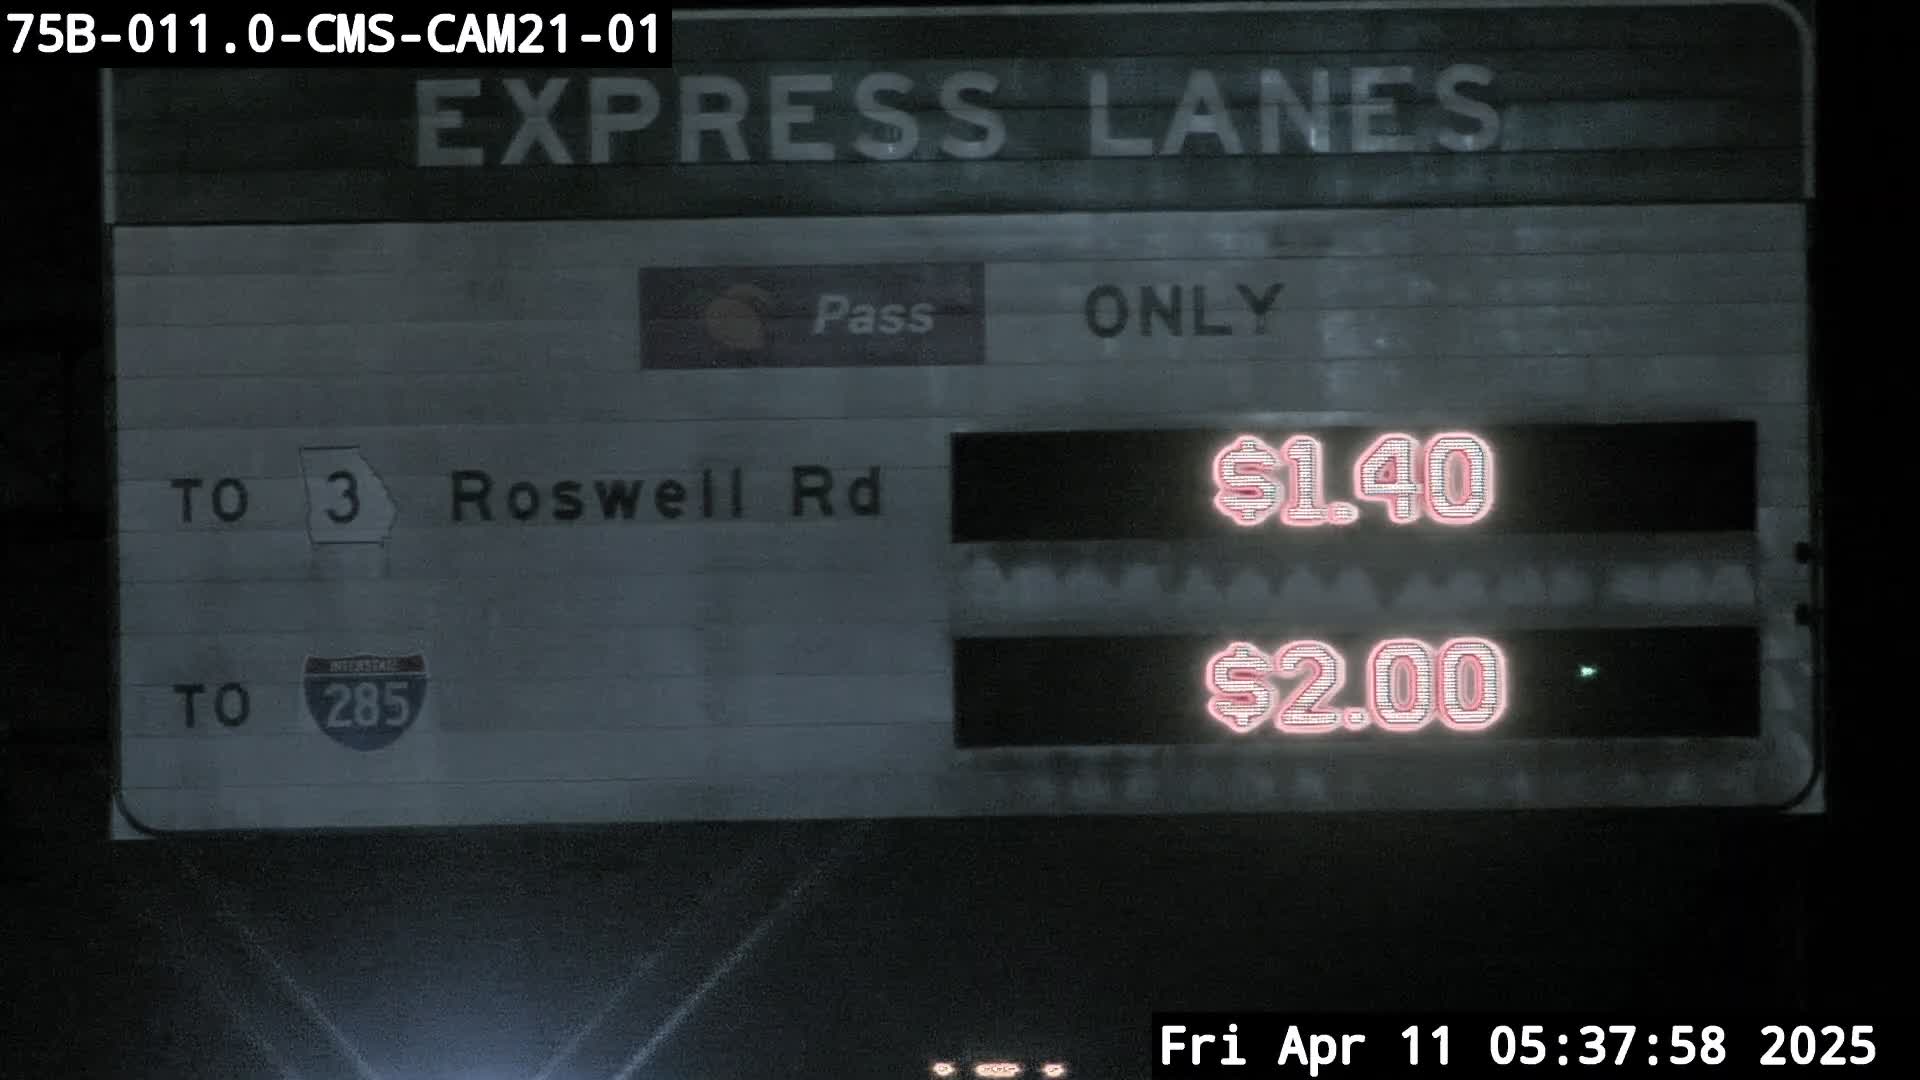 75B-011.0-CMS-CAM21-01
EXPRESS LANES
Pass ONLY
TO 3 Roswell Rd $1.40
TO INTERSTATE 285 $2.00
Fri Apr 11 05:37:58 2025